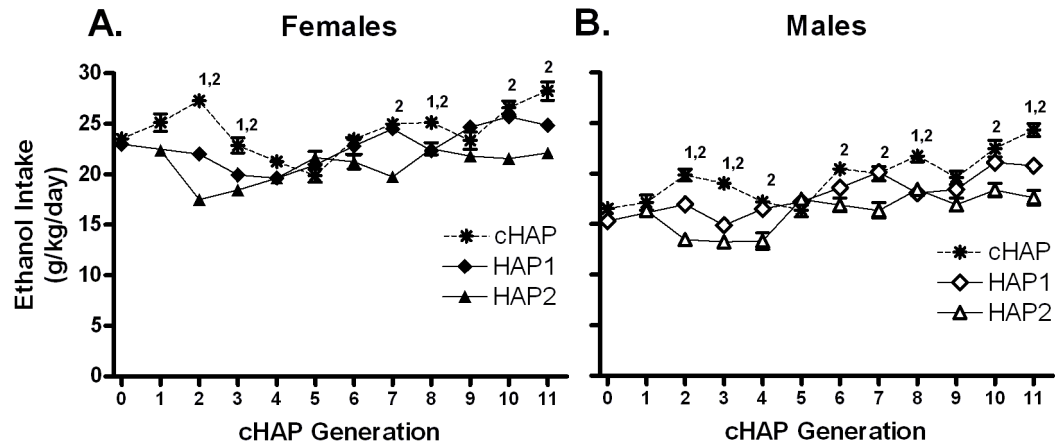 A. Females
B. Males
Ethanol Intake
(g/kg/day)
30
25
20
15
10
5
0
1,2
1,2
2
1,2
2
2
cHAP
HAP1
HAP2
0 1 2 3 4 5 6 7 8 9 10 11
cHAP Generation
1,2
1,2
2
2
2
1,2
2
1,2
cHAP
HAP1
HAP2
0 1 2 3 4 5 6 7 8 9 10 11
cHAP Generation